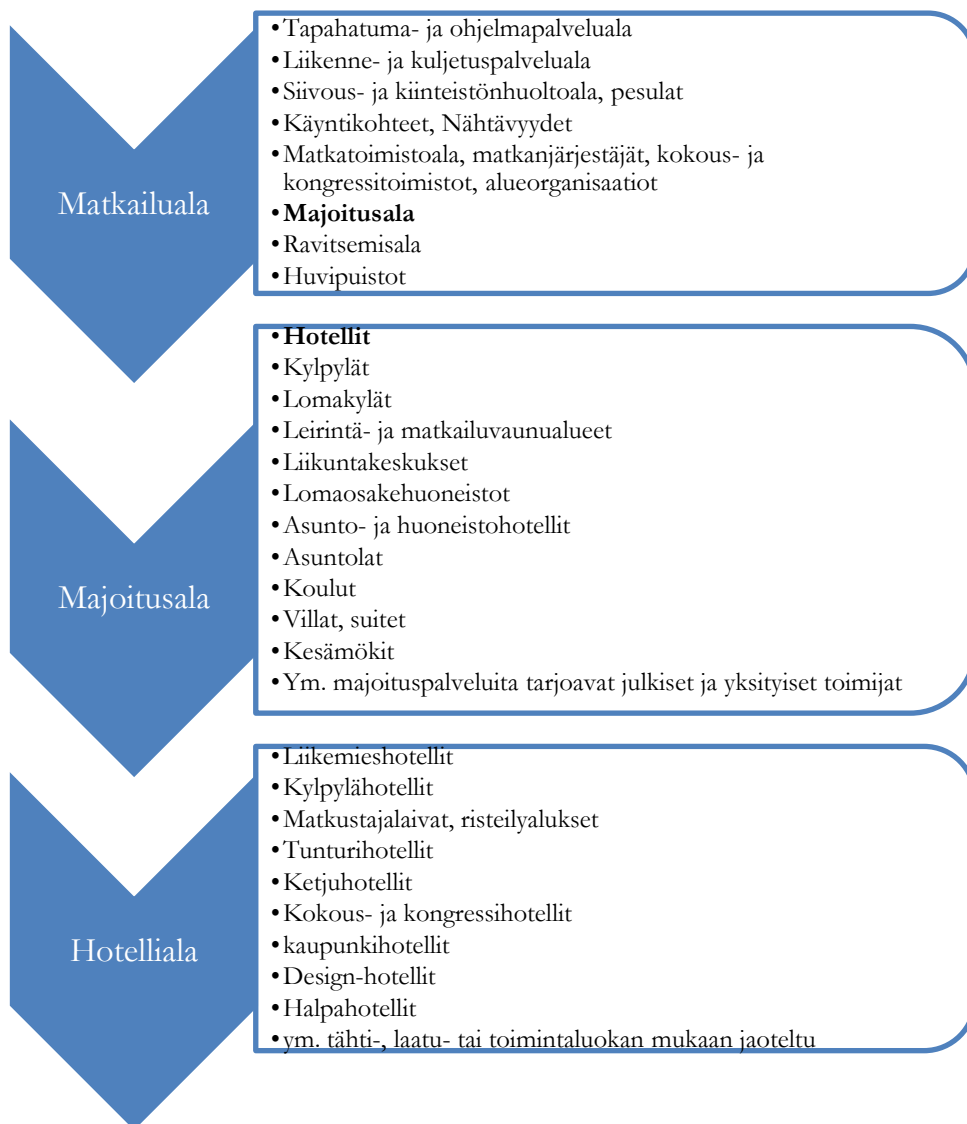 Matkailuala
•Tapahatuma- ja ohjelmapalveluala
•Liikenne- ja kuljetuspalveluala
•Siivous- ja kiinteistönhuoltoala, pesulat
•Käyntikohteet, Nähtävyydet
•Matkatoimistoala, matkanjärjestäjät, kokous- ja
kongressitoimistot, alueorganisaatiot
•Majoitusala
•Ravitsemisala
•Huvipuistot
Majoitusala
•Hotellit
•Kylpylät
•Lomakylät
•Leirintä- ja matkailuvaunualueet
•Liikuntakeskukset
•Lomaosakehuoneistot
•Asunto- ja huoneistohotellit
•Asuntolat
•Koulut
•Villat, suitet
•Kesämökit
•Ym. majoituspalveluita tarjoavat julkiset ja yksityiset toimijat
Hotelliala
•Liikemieshotellit
•Kylpylähotellit
•Matkustajalaivat, risteilyalukset
•Tunturihotellit
•Ketjuhotellit
•Kokous- ja kongressihotellit
•kaupunkihotellit
•Design-hotellit
•Halpahotellit
•ym. tähti-, laatu- tai toimintaluokan mukaan jaoteltu